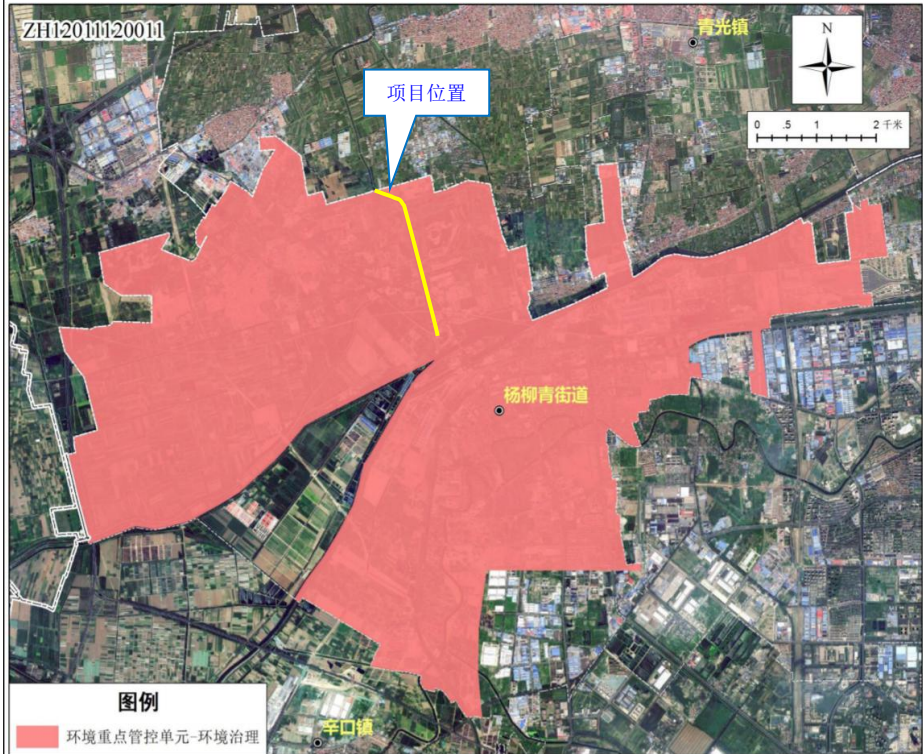 ZH12011120011
青光镇
N
项目位置
0 .5 1 2 千米
杨柳青街道
图例
环境重点管控单元-环境治理
辛口镇